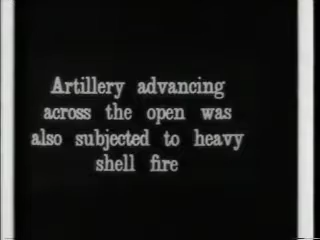 Artillery advancing
across the open was
also subjected to heavy
shell fire